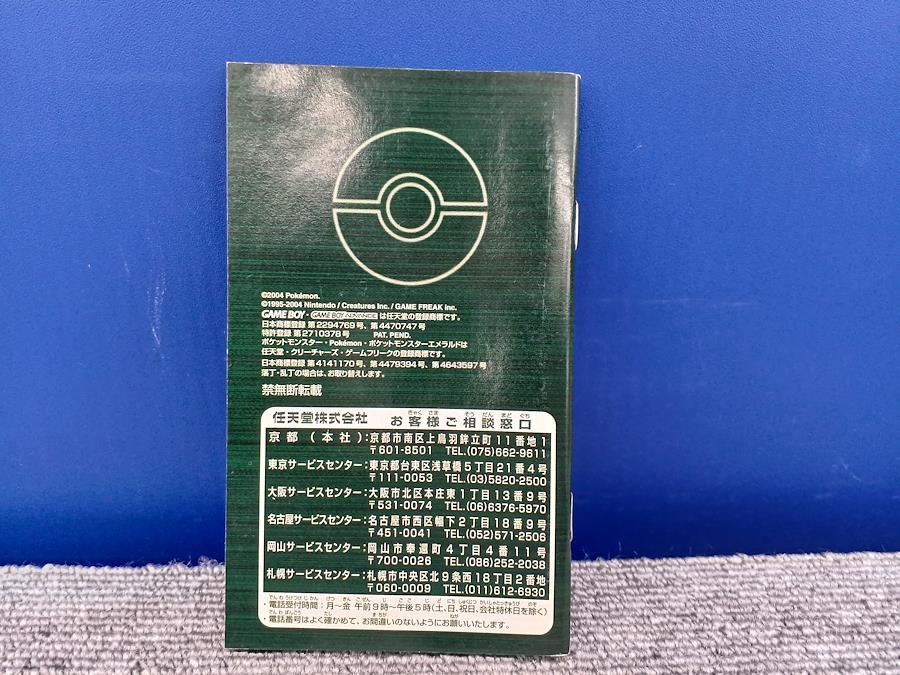 ©2004 Pokémon.
©1995-2004 Nintendo / Creatures inc. / GAME FREAK inc.
GAME BOY・GAME BOY ADVANCEは任天堂の登録商標です。
日本商標登録 第2294769号、第4470747号
特許登録 第2710378号 PAT. PEND.
ポケットモンスター・Pokémon・ポケットモンスターエメラルドは
任天堂・クリーチャーズ・ゲームフリークの登録商標です。
日本商標登録 第4141170号、第4479394号、第4643597号
落丁・乱丁の場合は、お取り替えします。
禁無断転載
任天堂株式会社 お客様ご相談窓口
京都(本社):京都市南区上鳥羽鉾立町11番地1
〒601-8501 TEL.(075)662-9611
東京サービスセンター:東京都台東区浅草橋5丁目21番4号
〒111-0053 TEL.(03)5820-2500
大阪サービスセンター:大阪市北区本庄東1丁目13番9号
〒531-0074 TEL.(06)6376-5970
名古屋サービスセンター:名古屋市西区幅下2丁目18番9号
〒451-0041 TEL.(052)571-2506
岡山サービスセンター:岡山市奉還町4丁目4番11号
〒700-0026 TEL.(086)252-2038
札幌サービスセンター:札幌市中央区北9条西18丁目2番地
〒060-0009 TEL.(011)612-6930
・電話受付時間:月〜金 午前9時〜午後5時(土、日、祝日、会社特休日を除く)
・電話番号はよく確かめて、お間違いのないようにお願いいたします。